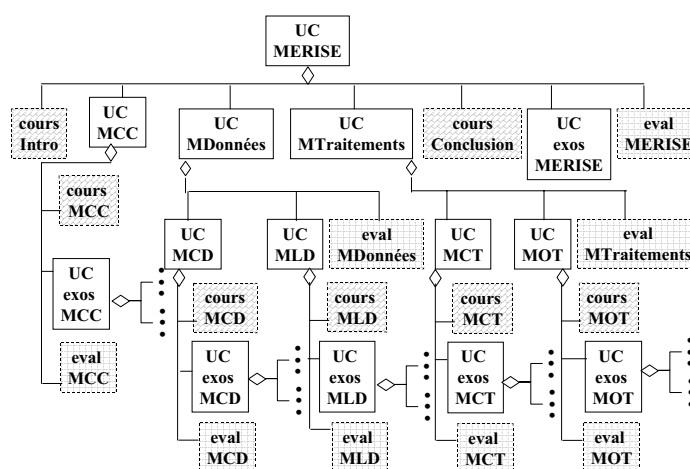 UC
MERISE
cours
Intro
UC
MCC
UC
MDonnées
UC
MTraitements
cours
Conclusion
UC
exos
MERISE
eval
MERISE
cours
MCC
UC
exos
MCC
eval
MCC
UC
MCD
UC
MLD
eval
MDonnées
UC
MCT
UC
MOT
eval
MTraitements
cours
MCD
cours
MLD
cours
MCT
cours
MOT
UC
exos
MCD
UC
exos
MLD
UC
exos
MCT
UC
exos
MOT
eval
MCD
eval
MLD
eval
MCT
eval
MOT